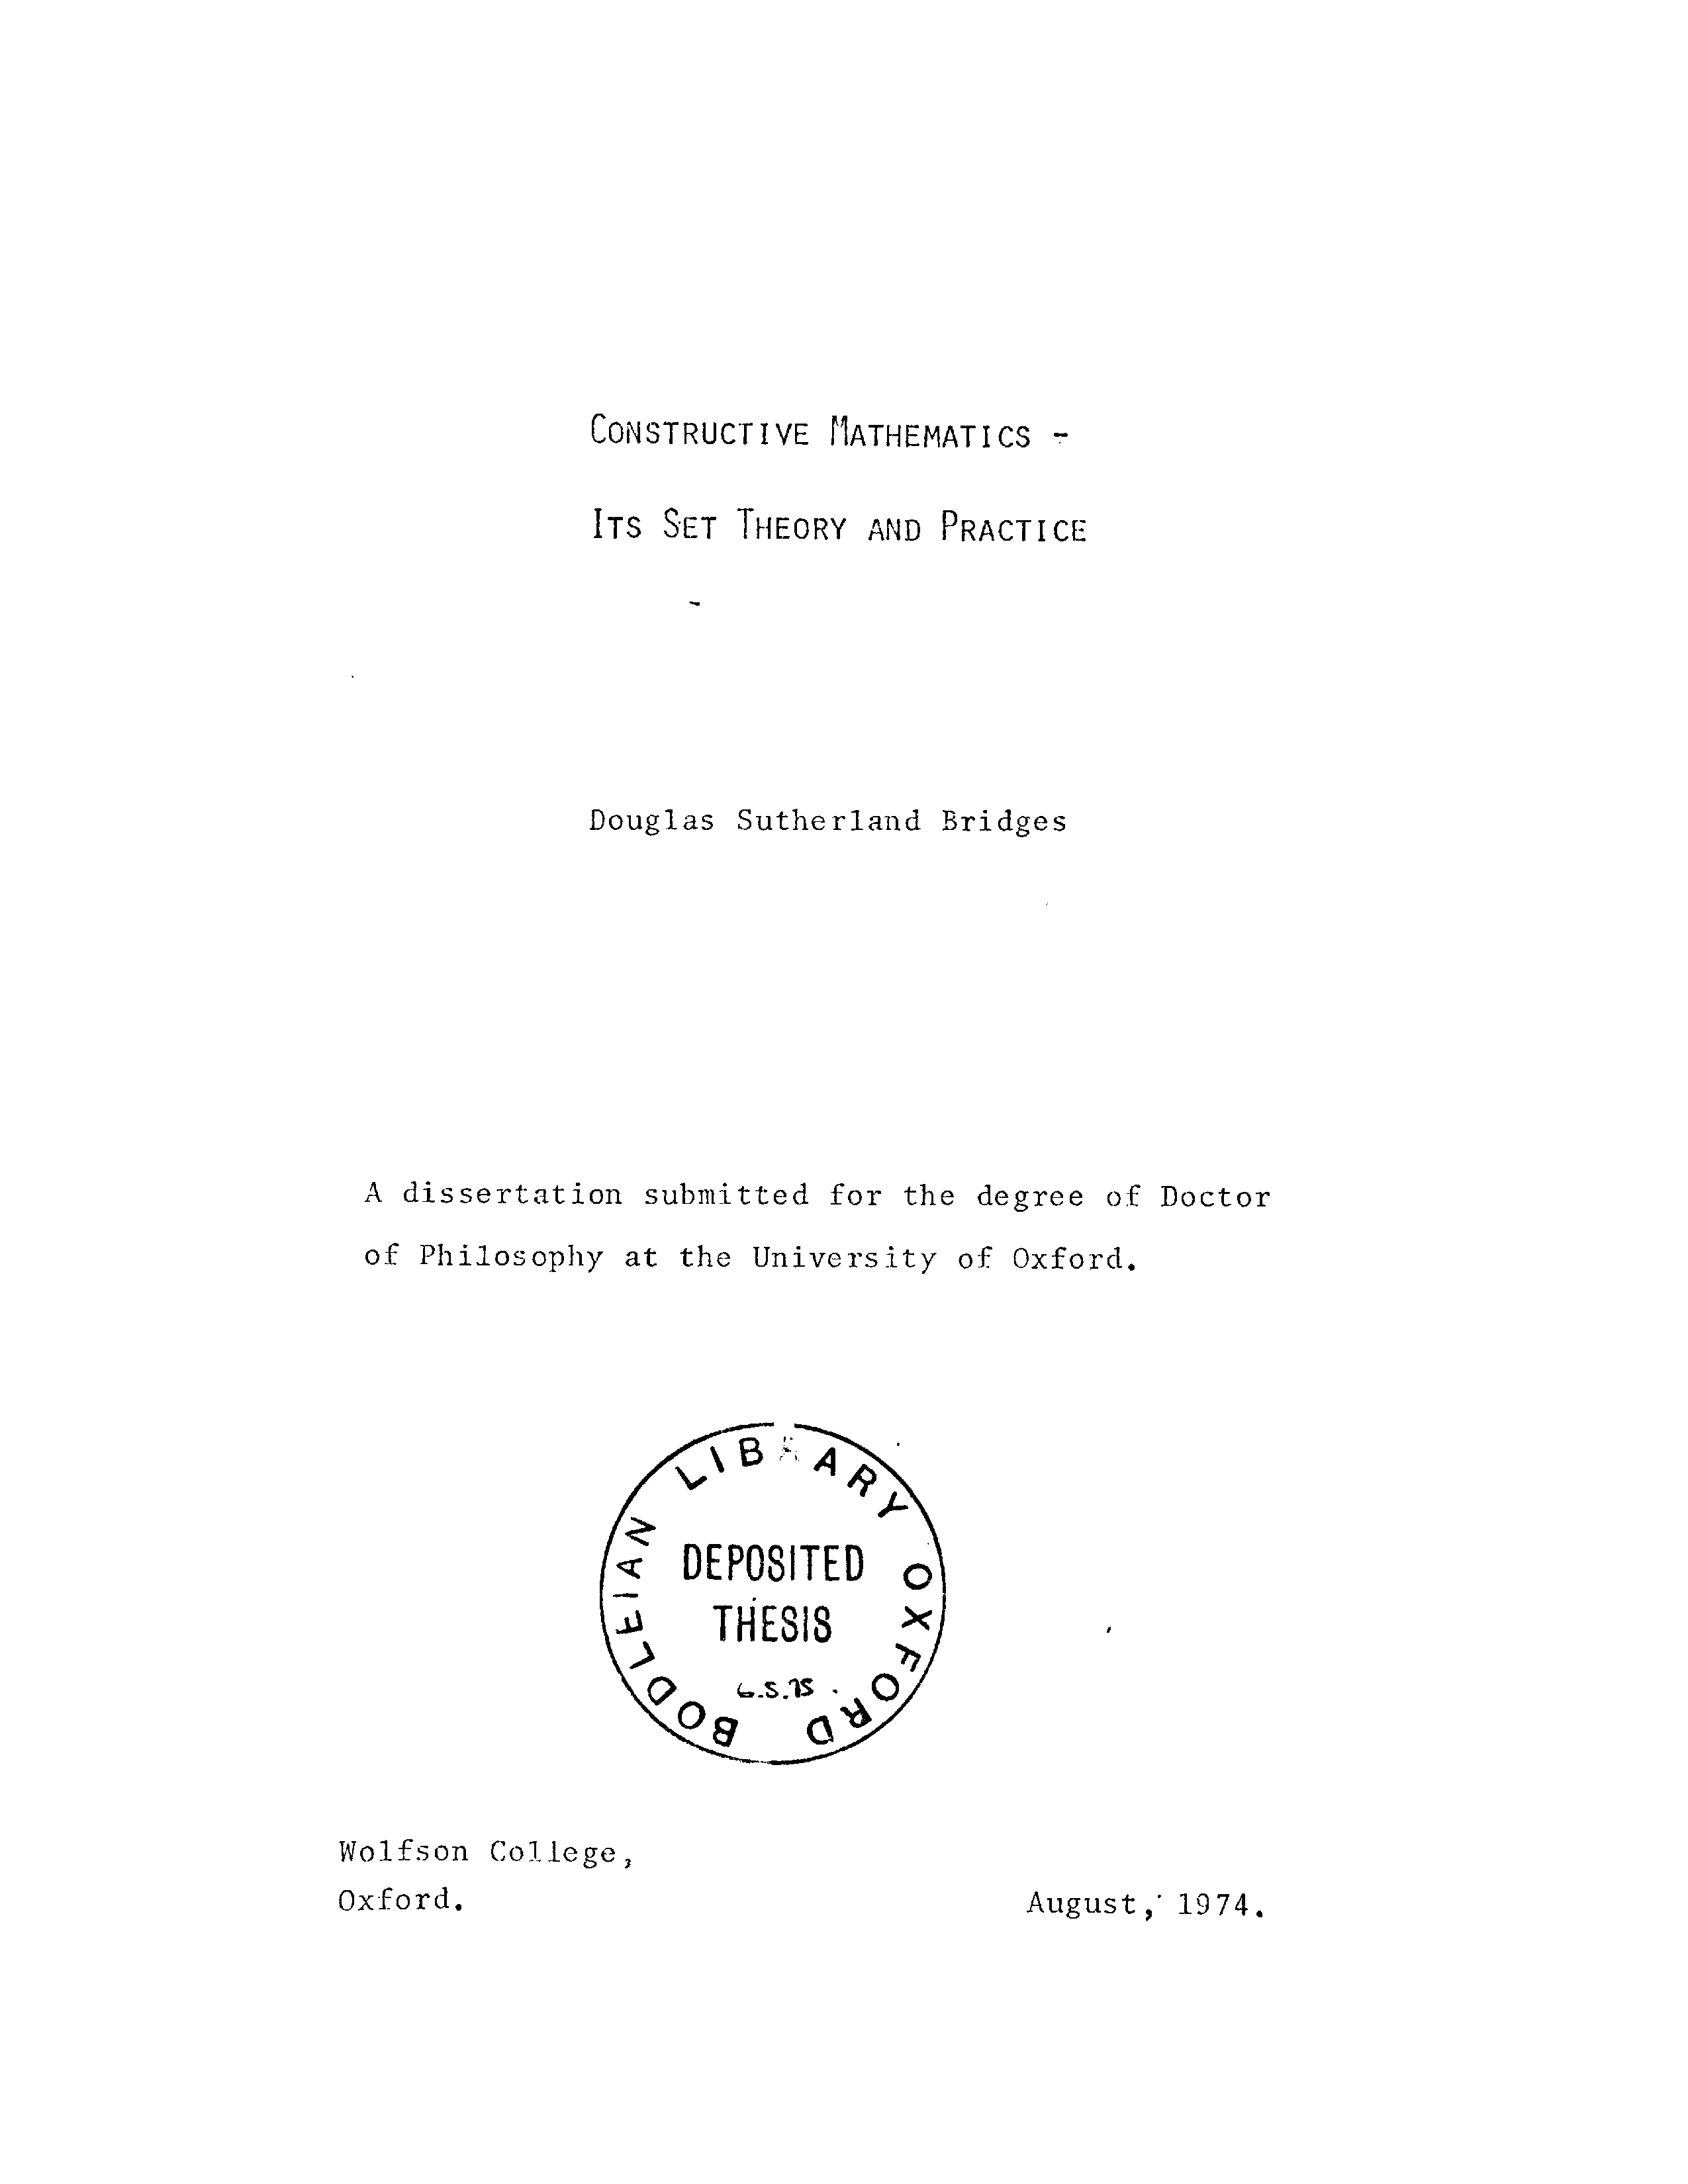 CONSTRUCTIVE MATHEMATICS -
ITS SET THEORY AND PRACTICE
Douglas Sutherland Bridges
A dissertation submitted for the degree of Doctor
of Philosophy at the University of Oxford.
BODLEIAN LIBRARY OXFORD
DEPOSITED
THESIS
6.5.75.
Wolfson College,
Oxford.
August, 1974.